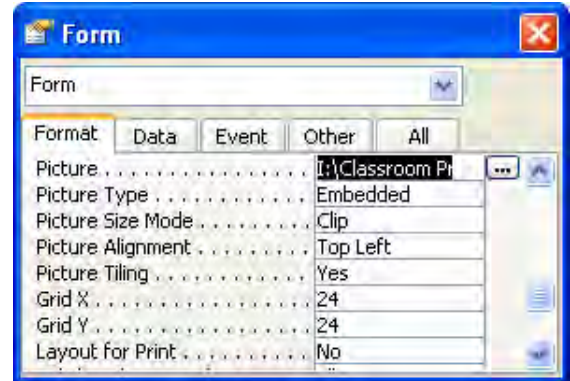 Form
Form
Format Data Event Other All
Picture . . . . . . . . . . . . . . . . I:\Classroom Pr ...
Picture Type . . . . . . . . . . . . Embedded
Picture Size Mode . . . . . . . . Clip
Picture Alignment . . . . . . . . Top Left
Picture Tiling . . . . . . . . . . . . Yes
Grid X . . . . . . . . . . . . . . . . . 24
Grid Y . . . . . . . . . . . . . . . . . 24
Layout for Print . . . . . . . . . . No